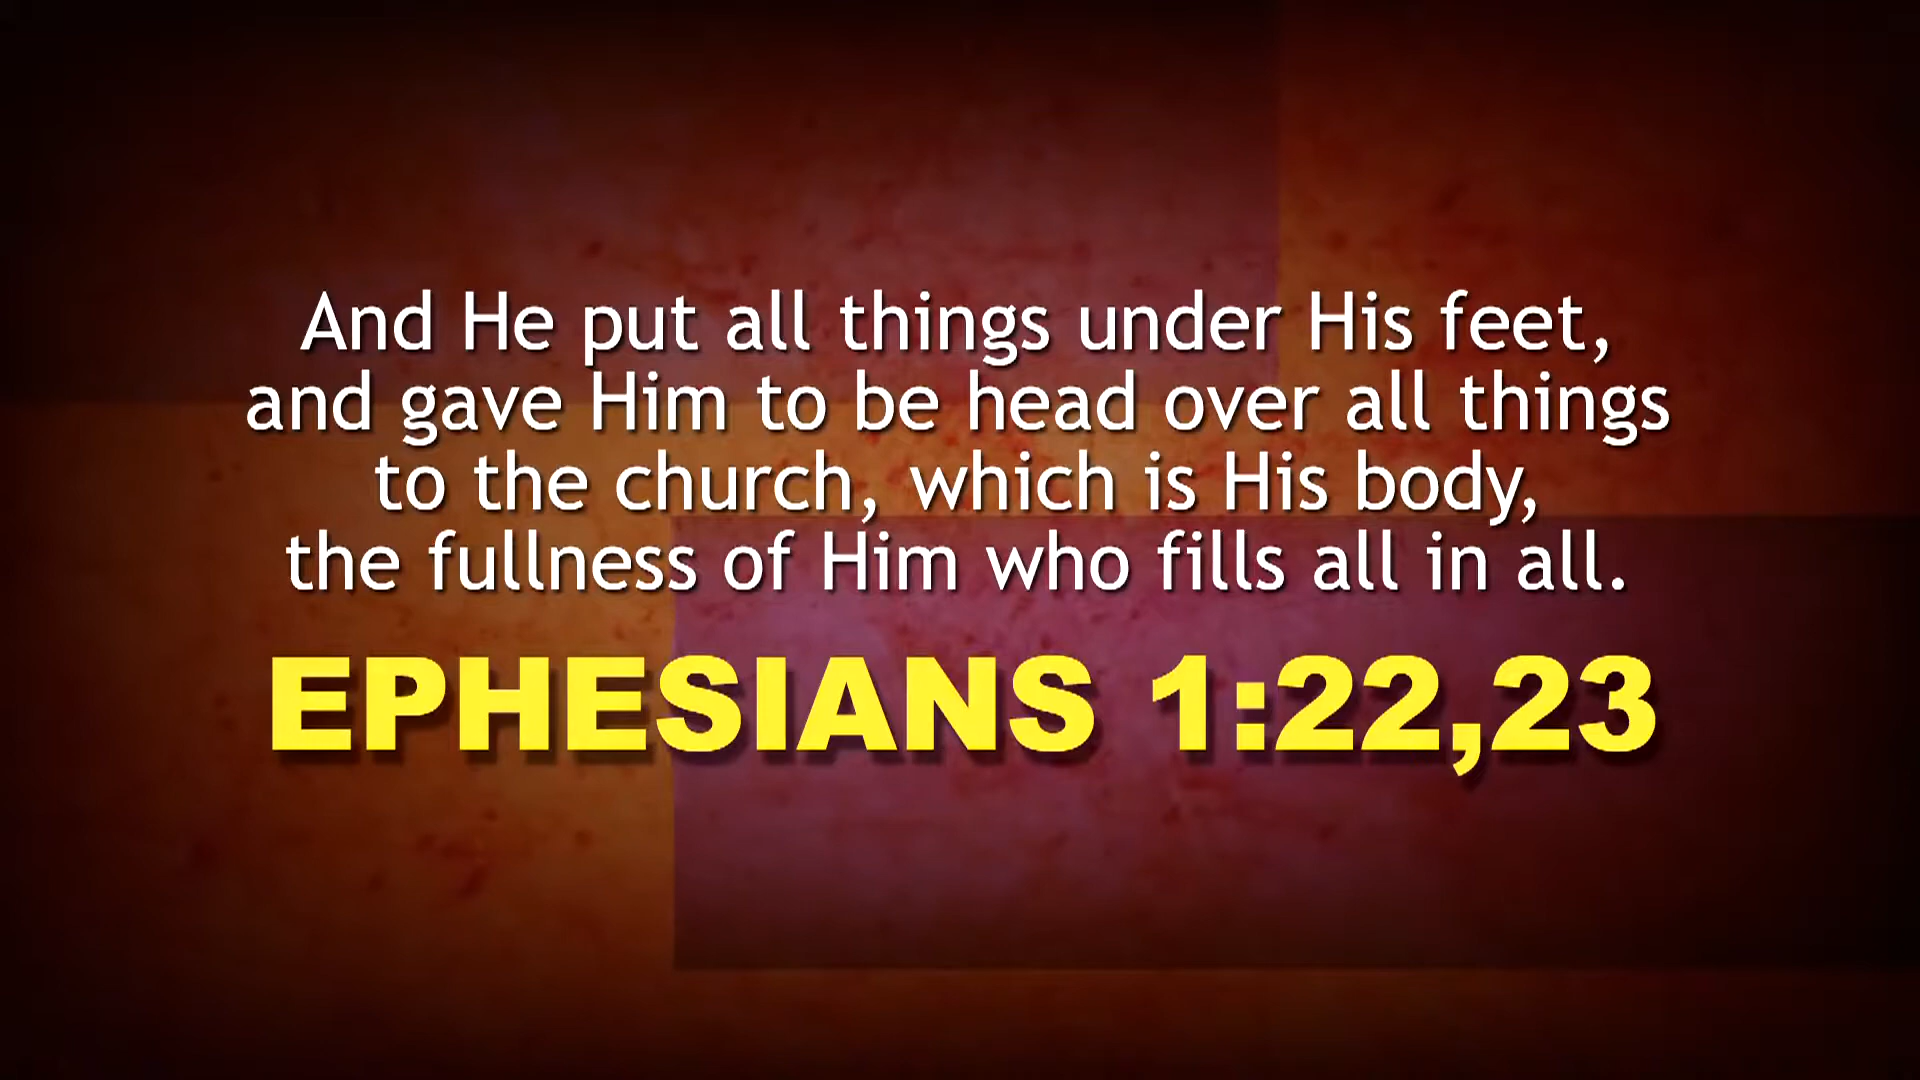 And He put all things under His feet,
and gave Him to be head over all things
to the church, which is His body,
the fullness of Him who fills all in all.
EPHESIANS 1:22,23